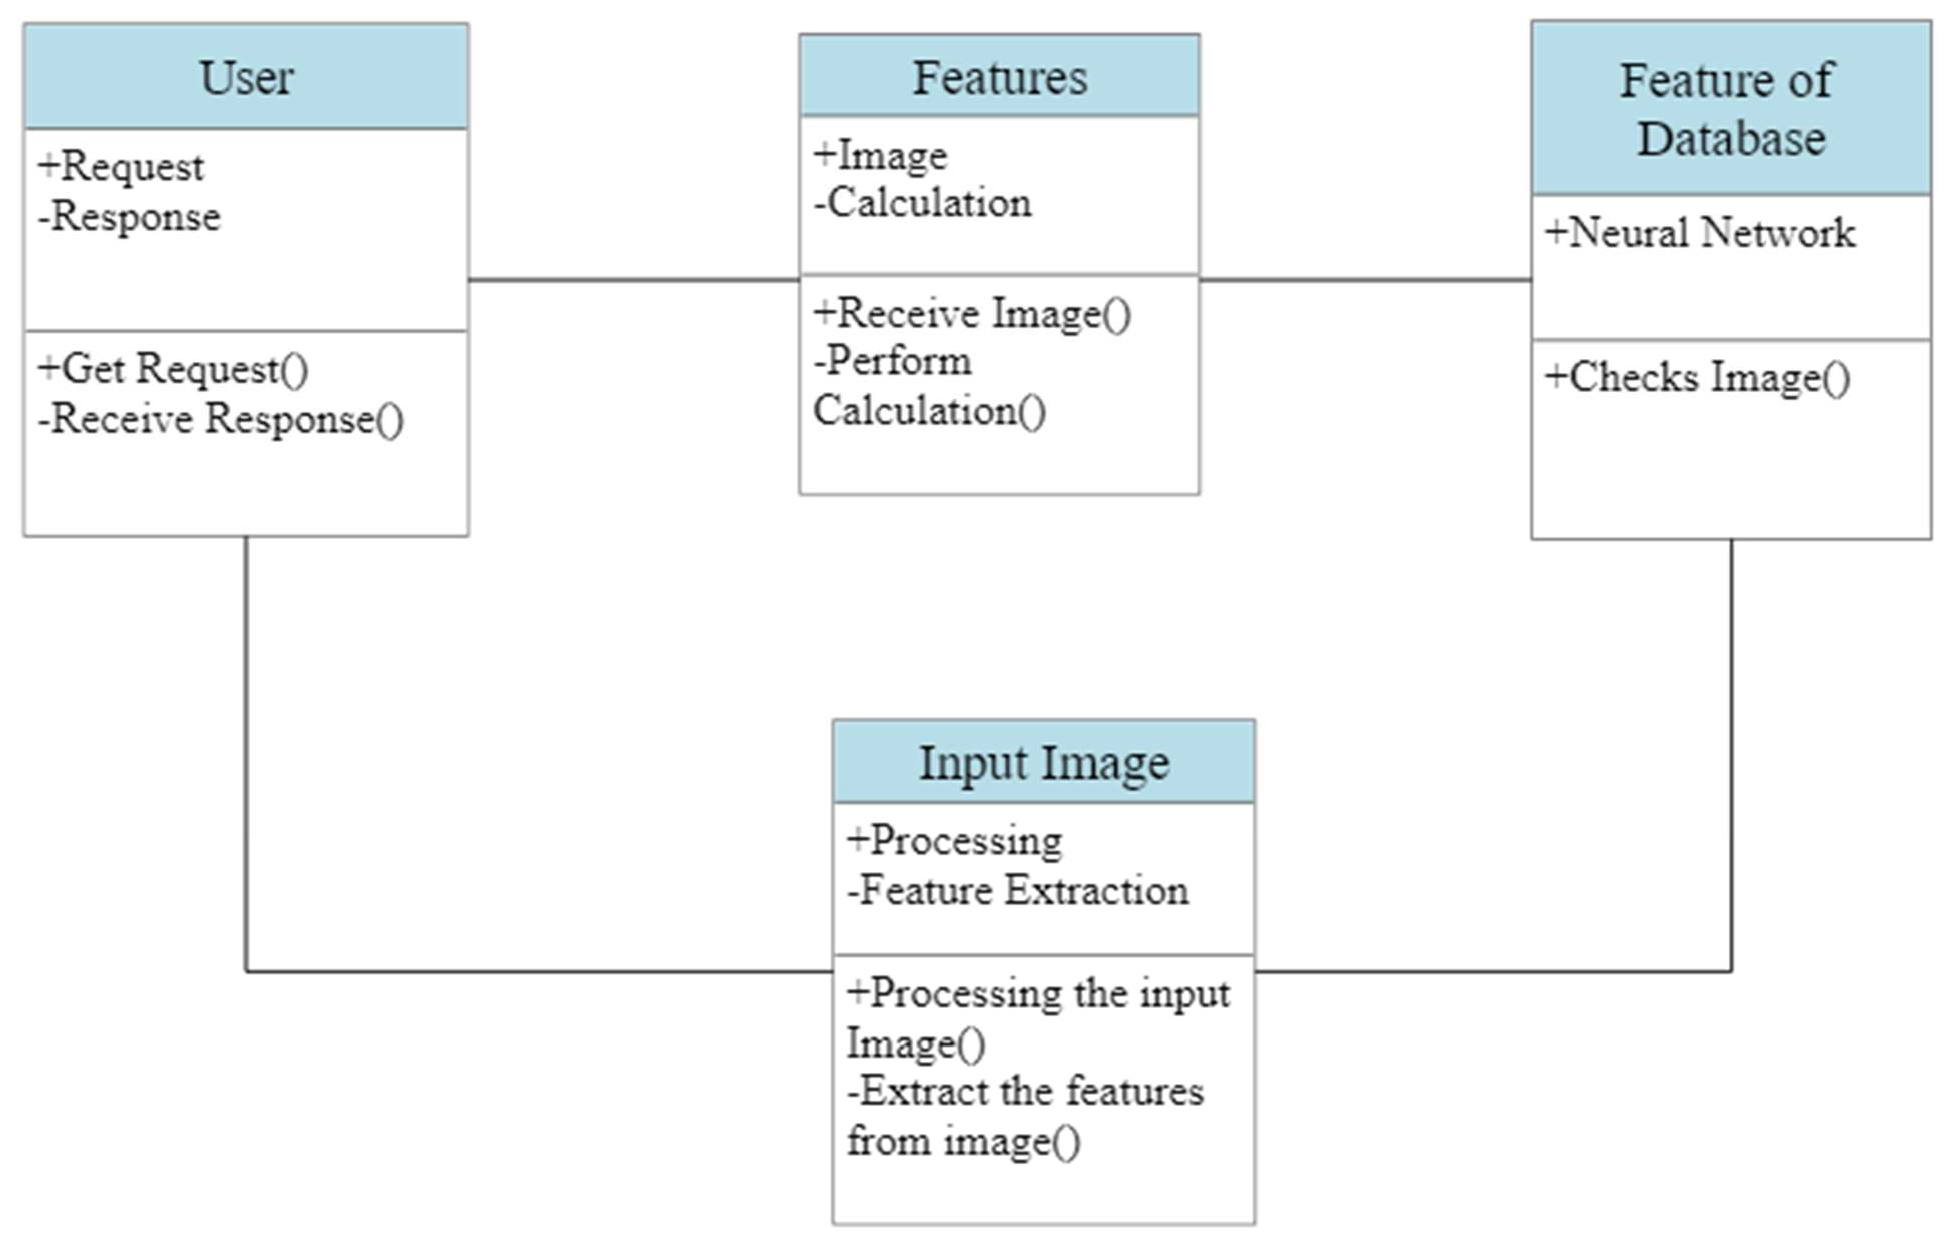 User
+Request
-Response
+Get Request()
-Receive Response()
Features
+Image
-Calculation
+Receive Image()
-Perform
Calculation()
Feature of
Database
+Neural Network
+Checks Image()
Input Image
+Processing
-Feature Extraction
+Processing the input
Image()
-Extract the features
from image()